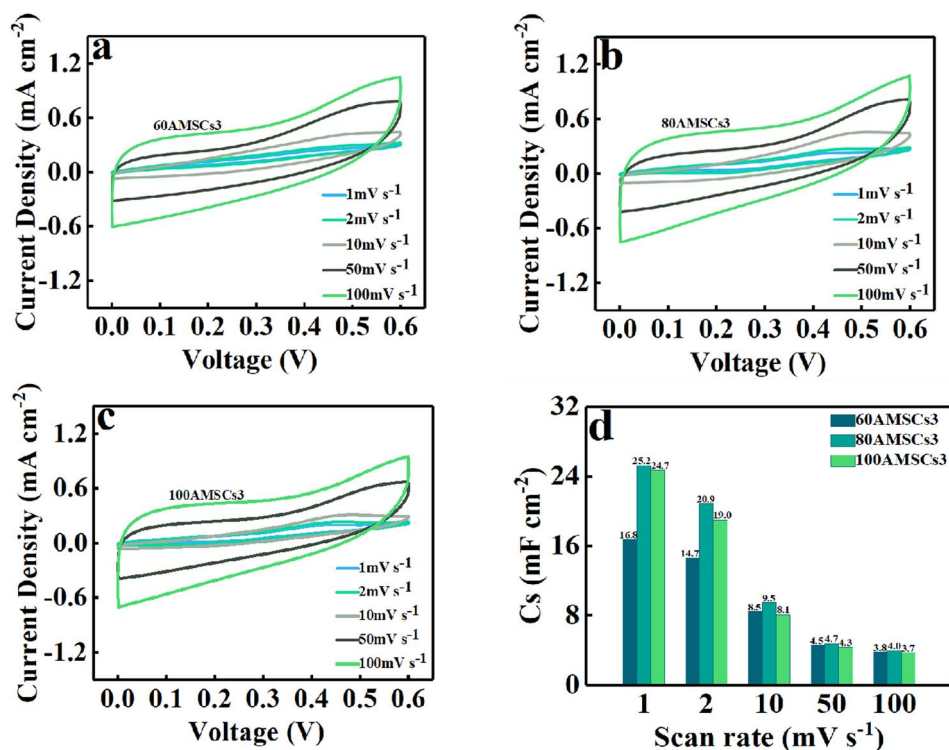 a
Current Density (mA cm⁻²)
1.2
0.6
0.0
-0.6
-1.2
60AMSCs3
1mV s⁻¹
2mV s⁻¹
10mV s⁻¹
50mV s⁻¹
100mV s⁻¹
0.0 0.1 0.2 0.3 0.4 0.5 0.6
Voltage (V)
b
Current Density (mA cm⁻²)
1.2
0.6
0.0
-0.6
-1.2
80AMSCs3
1mV s⁻¹
2mV s⁻¹
10mV s⁻¹
50mV s⁻¹
100mV s⁻¹
0.0 0.1 0.2 0.3 0.4 0.5 0.6
Voltage (V)
c
Current Density (mA cm⁻²)
1.2
0.6
0.0
-0.6
-1.2
100AMSCs3
1mV s⁻¹
2mV s⁻¹
10mV s⁻¹
50mV s⁻¹
100mV s⁻¹
0.0 0.1 0.2 0.3 0.4 0.5 0.6
Voltage (V)
d
Cs (mF cm⁻²)
32
24
16
8
0
60AMSCs3
80AMSCs3
100AMSCs3
16.8 25.2 24.7
14.7 20.9 19.0
8.5 9.5 8.1
4.5 4.7 4.3
3.8 4.0 3.7
1 2 10 50 100
Scan rate (mV s⁻¹)